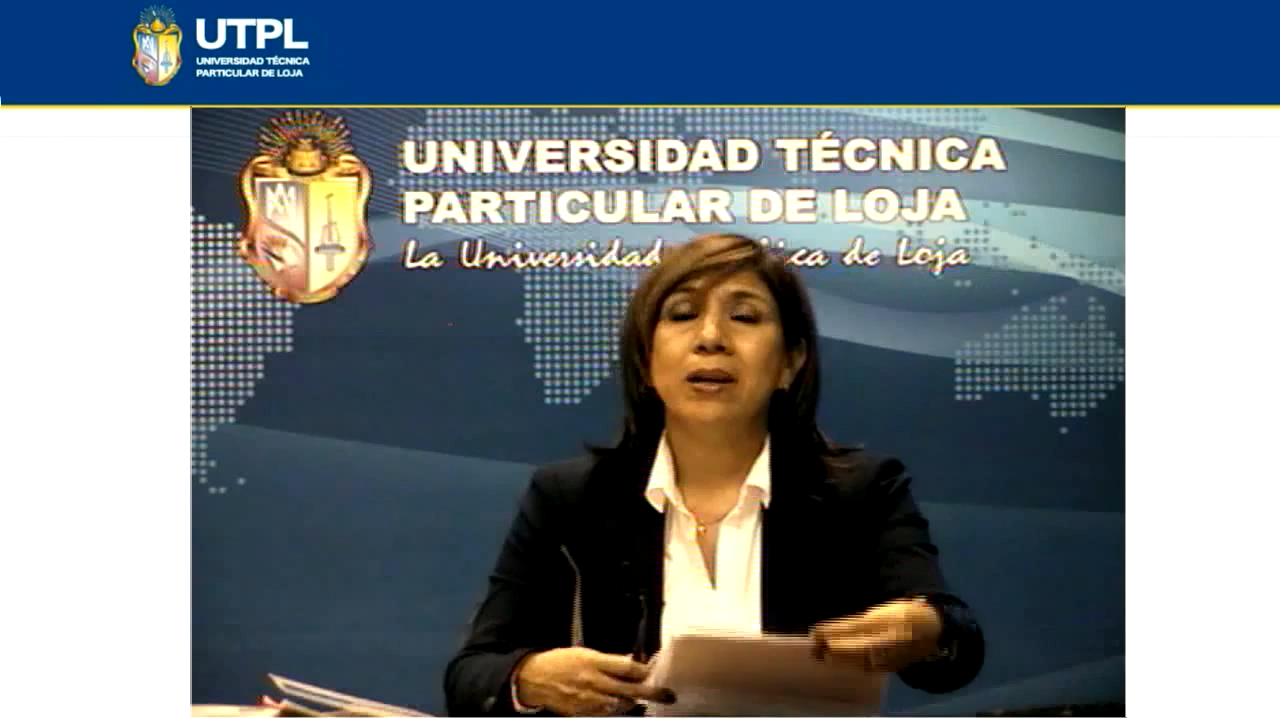 UTPL
UNIVERSIDAD TÉCNICA
PARTICULAR DE LOJA
UNIVERSIDAD TÉCNICA
PARTICULAR DE LOJA
La Universidad de Loja